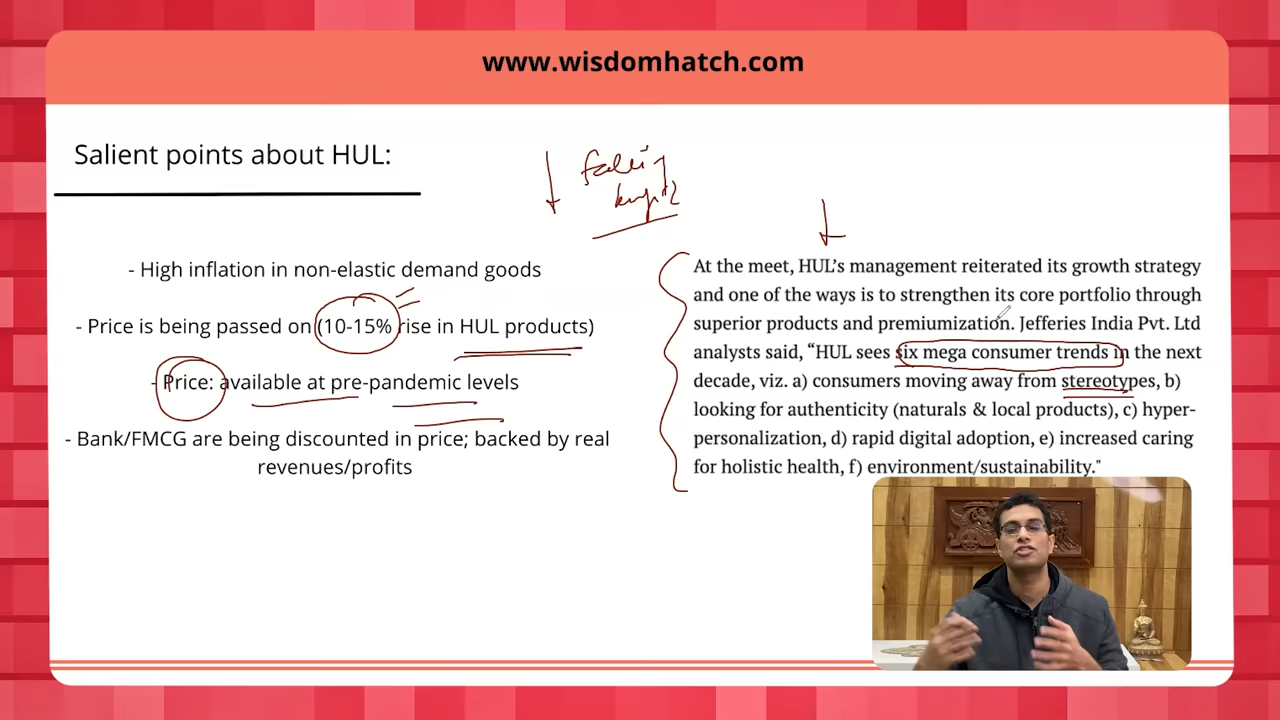 www.wisdomhatch.com
Salient points about HUL:
- High inflation in non-elastic demand goods
- Price is being passed on (10-15% rise in HUL products)
- Price: available at pre-pandemic levels
- Bank/FMCG are being discounted in price; backed by real
revenues/profits
At the meet, HUL's management reiterated its growth strategy
and one of the ways is to strengthen its core portfolio through
superior products and premiumization. Jefferies India Pvt. Ltd
analysts said, “HUL sees six mega consumer trends in the next
decade, viz. a) consumers moving away from stereotypes, b)
looking for authenticity (naturals & local products), c) hyper-
personalization, d) rapid digital adoption, e) increased caring
for holistic health, f) environment/sustainability."